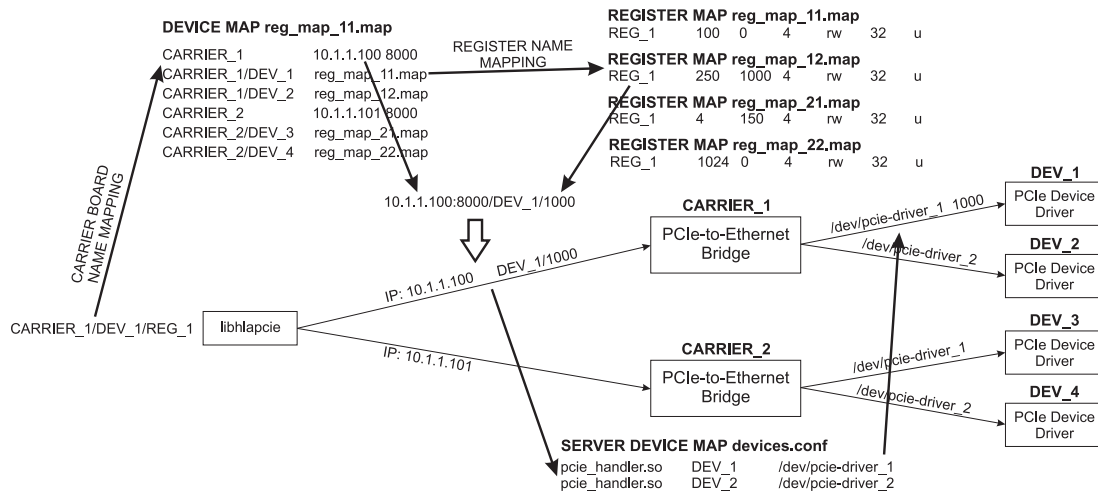 DEVICE MAP reg_map_11.map
CARRIER_1 10.1.1.100 8000
CARRIER_1/DEV_1 reg_map_11.map
CARRIER_1/DEV_2 reg_map_12.map
CARRIER_2 10.1.1.101 8000
CARRIER_2/DEV_3 reg_map_21.map
CARRIER_2/DEV_4 reg_map_22.map
REGISTER NAME
MAPPING
REGISTER MAP reg_map_11.map
REG_1 100 0 4 rw 32 u
REGISTER MAP reg_map_12.map
REG_1 250 1000 4 rw 32 u
REGISTER MAP reg_map_21.map
REG_1 4 150 4 rw 32 u
REGISTER MAP reg_map_22.map
REG_1 1024 0 4 rw 32 u
CARRIER BOARD
NAME MAPPING
10.1.1.100:8000/DEV_1/1000
CARRIER_1/DEV_1/REG_1
libhlapcie
IP: 10.1.1.100 DEV_1/1000
IP: 10.1.1.101
CARRIER_1
PCIe-to-Ethernet
Bridge
/dev/pcie-driver_1 1000
/dev/pcie-driver_2
DEV_1
PCIe Device
Driver
DEV_2
PCIe Device
Driver
CARRIER_2
PCIe-to-Ethernet
Bridge
/dev/pcie-driver_1
/dev/pcie-driver_2
DEV_3
PCIe Device
Driver
DEV_4
PCIe Device
Driver
SERVER DEVICE MAP devices.conf
pcie_handler.so DEV_1 /dev/pcie-driver_1
pcie_handler.so DEV_2 /dev/pcie-driver_2